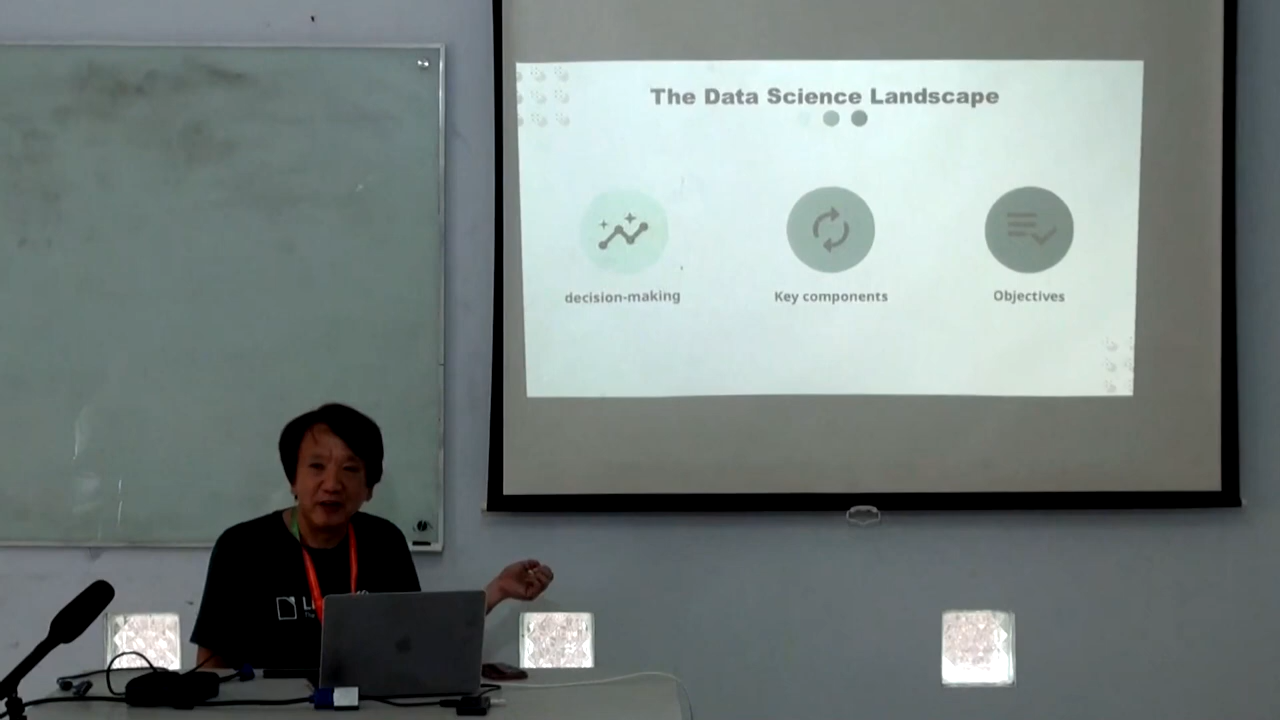 The Data Science Landscape
decision-making
Key components
Objectives